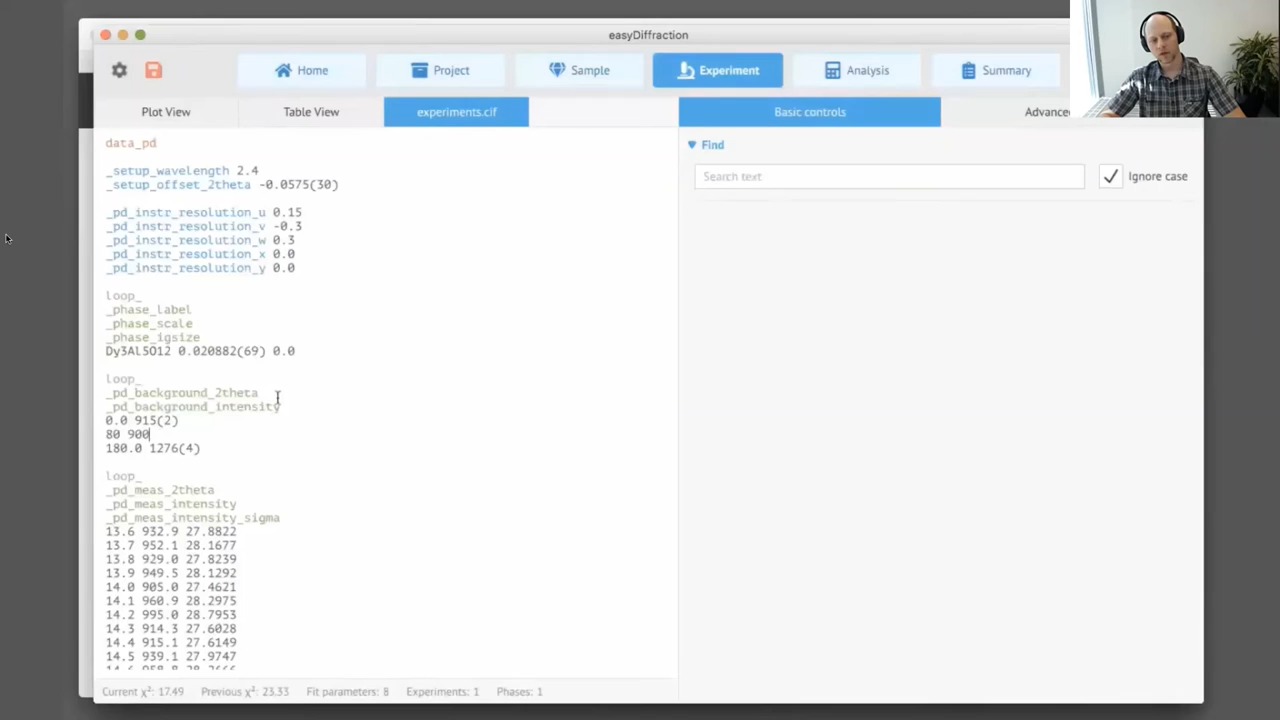 easyDiffraction
Home
Project
Sample
Experiment
Analysis
Summary
Plot View
Table View
experiments.cif
Basic controls
Advance
data_pd
Find
_setup_wavelength 2.4
Search text
Ignore case
_setup_offset_2theta -0.0575(30)
_pd_instr_resolution_u 0.15
_pd_instr_resolution_v -0.3
_pd_instr_resolution_w 0.3
_pd_instr_resolution_x 0.0
_pd_instr_resolution_y 0.0
loop_
_phase_label
_phase_scale
_phase_igsize
Dy3Al5O12 0.020882(69) 0.0
loop_
_pd_background_2theta
_pd_background_intensity
0.0 915(2)
80 900
180.0 1276(4)
loop_
_pd_meas_2theta
_pd_meas_intensity
_pd_meas_intensity_sigma
13.6 932.9 27.8822
13.7 952.1 28.1677
13.8 929.0 27.8239
13.9 949.5 28.1292
14.0 905.0 27.4621
14.1 960.9 28.2975
14.2 995.0 28.7953
14.3 914.3 27.6028
14.4 915.1 27.6149
14.5 939.1 27.9747
Current χ²: 17.49
Previous χ²: 23.33
Fit parameters: 8
Experiments: 1
Phases: 1